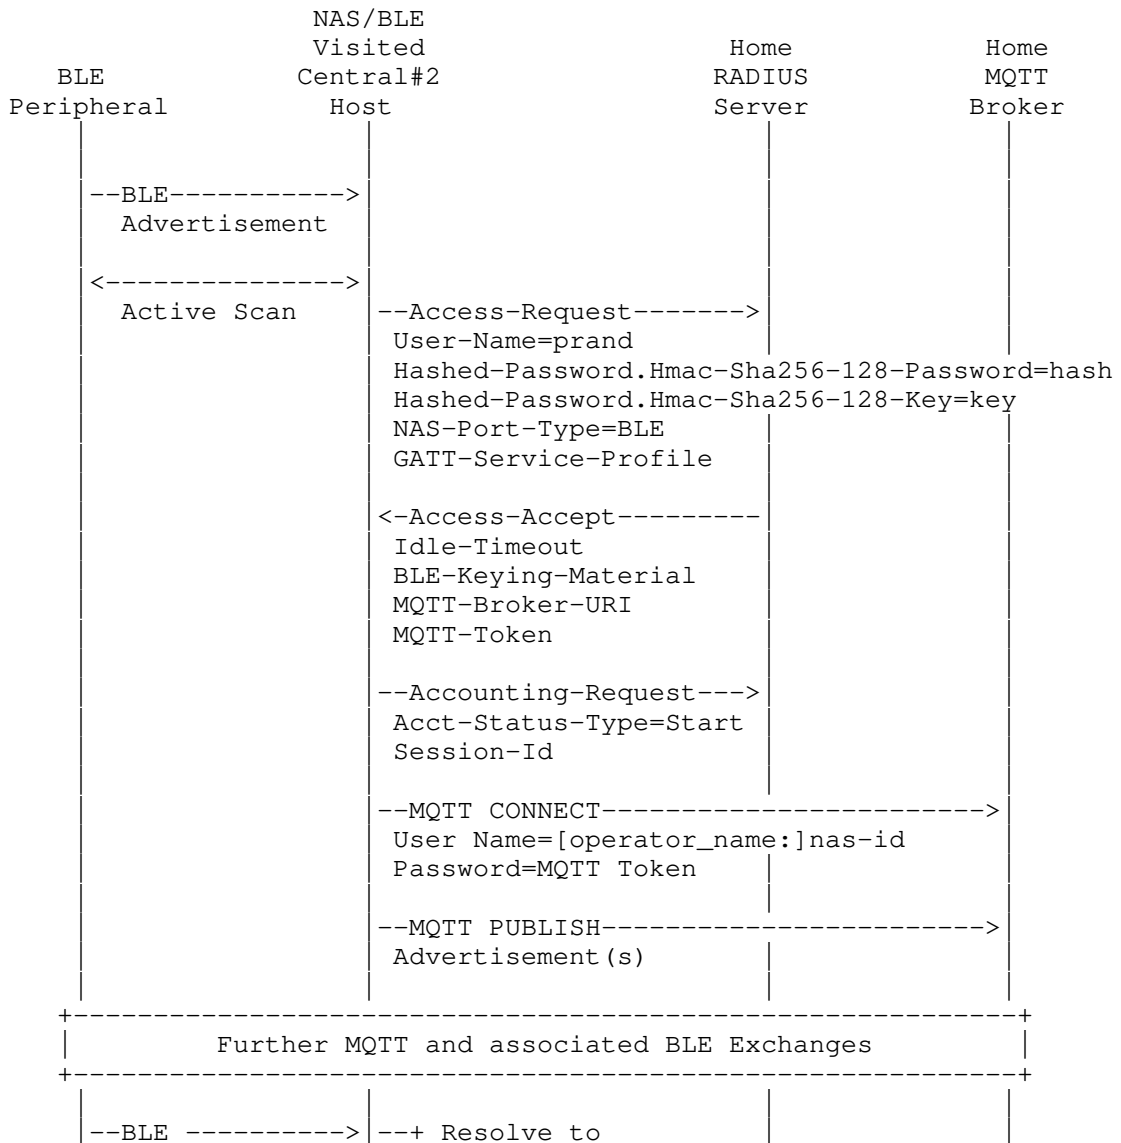 NAS/BLE
                   Visited                   Home            Home
   BLE            Central#2                 RADIUS           MQTT
Peripheral          Host                    Server          Broker
    |                 |                        |              |
    |                 |                        |              |
    |--BLE----------->|                        |              |
    |  Advertisement  |                        |              |
    |                 |                        |              |
    |<--------------->|                        |              |
    |  Active Scan    |--Access-Request------->|              |
    |                 | User-Name=prand        |              |
    |                 | Hashed-Password.Hmac-Sha256-128-Password=hash
    |                 | Hashed-Password.Hmac-Sha256-128-Key=key
    |                 | NAS-Port-Type=BLE      |              |
    |                 | GATT-Service-Profile   |              |
    |                 |                        |              |
    |                 |<-Access-Accept---------|              |
    |                 | Idle-Timeout           |              |
    |                 | BLE-Keying-Material    |              |
    |                 | MQTT-Broker-URI        |              |
    |                 | MQTT-Token             |              |
    |                 |                        |              |
    |                 |--Accounting-Request--->|              |
    |                 | Acct-Status-Type=Start |              |
    |                 | Session-Id             |              |
    |                 |                        |              |
    |                 |--MQTT CONNECT------------------------>|
    |                 | User Name=[operator_name:]nas-id      |
    |                 | Password=MQTT Token    |              |
    |                 |                        |              |
    |                 |--MQTT PUBLISH------------------------>|
    |                 | Advertisement(s)       |              |
    |                 |                        |              |
   +-----------------------------------------------------------+
   |         Further MQTT and associated BLE Exchanges         |
   +-----------------------------------------------------------+
    |                 |                        |              |
    |--BLE ---------->|--+ Resolve to          |              |